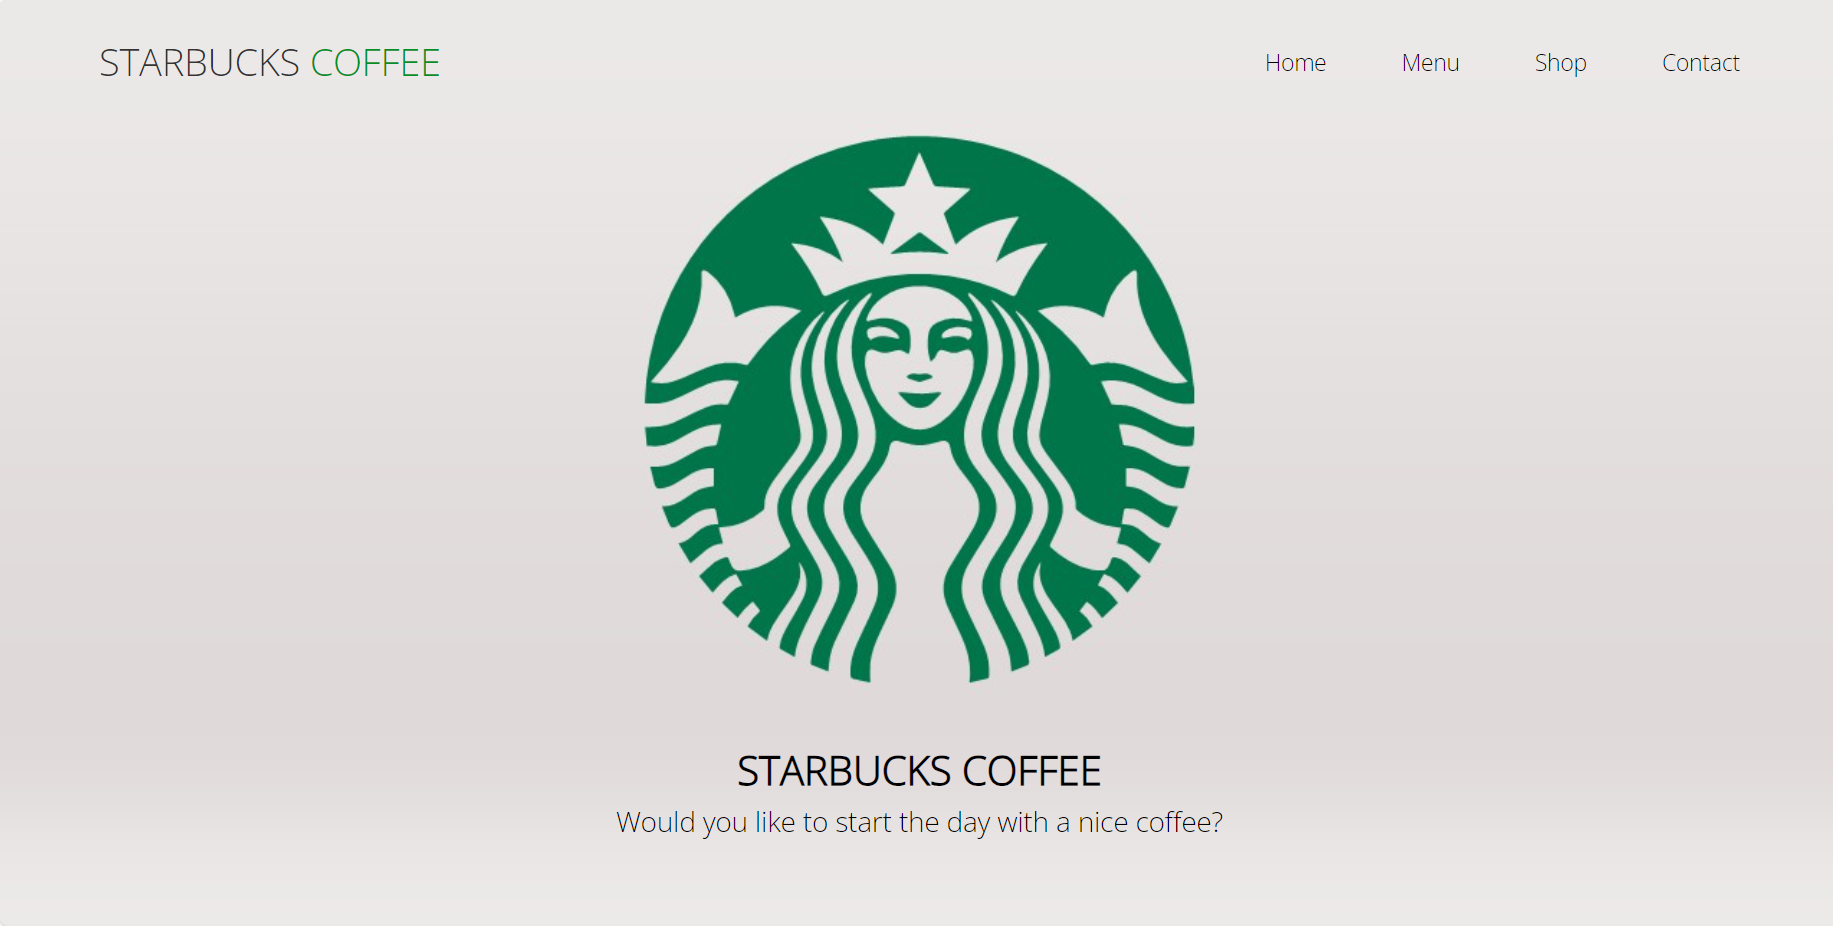 STARBUCKS COFFEE
Home Menu Shop Contact
STARBUCKS COFFEE
Would you like to start the day with a nice coffee?